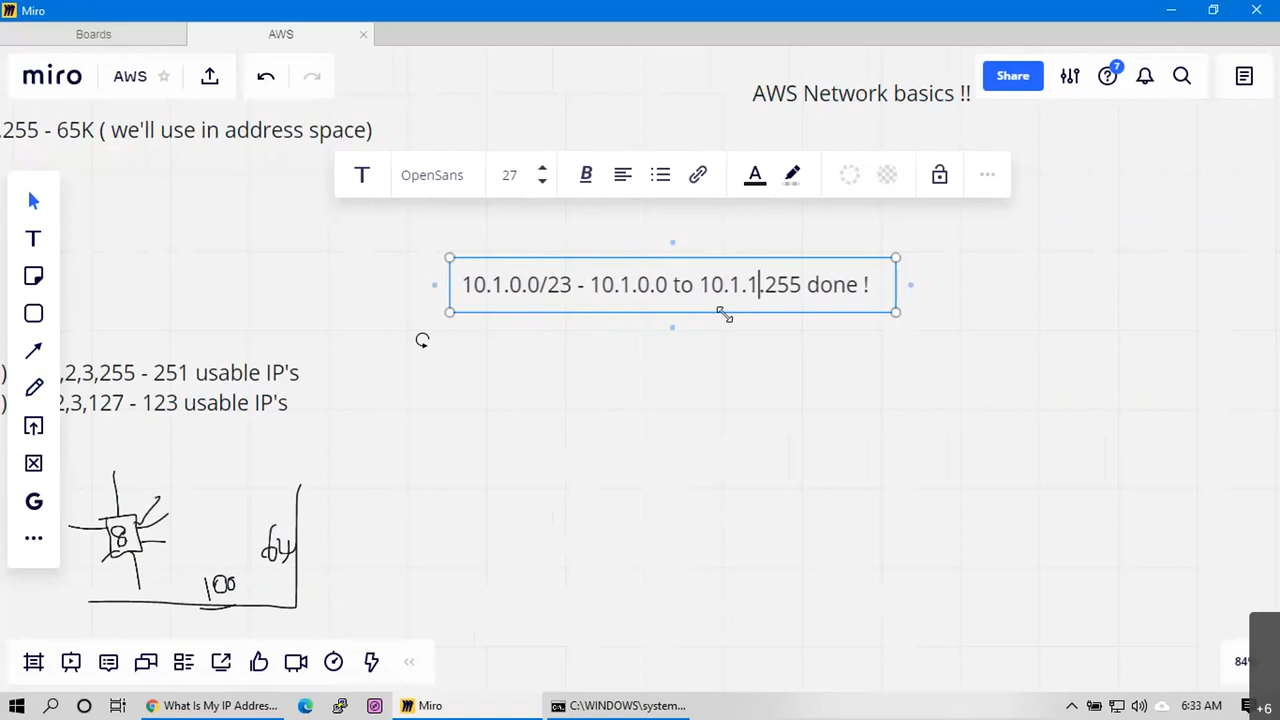 Miro
Boards
AWS
miro
AWS
Share
7
AWS Network basics !!
,255 - 65K ( we'll use in address space)
T
OpenSans
27
B
A
T
10.1.0.0/23 - 10.1.0.0 to 10.1.1.255 done !
) ,2,3,255 - 251 usable IP's
) 2,3,127 - 123 usable IP's
8
64
100
G
84%
What Is My IP Addres...
Miro
C:\WINDOWS\system...
6:33 AM
+6